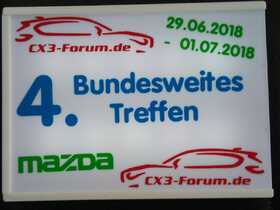 CX3-Forum.de
29.06.2018
- 01.07.2018
4. Bundesweites
Treffen
mazda
CX3-Forum.de